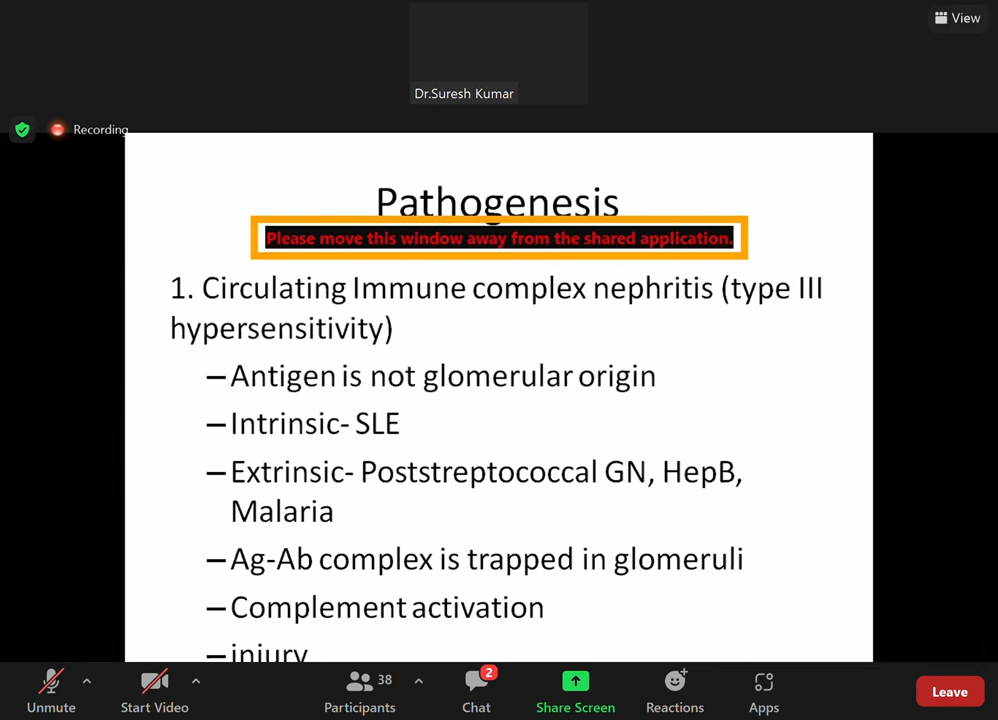 View
Dr.Suresh Kumar
Recording
Pathogenesis
Please move this window away from the shared application.
1. Circulating Immune complex nephritis (type III
hypersensitivity)
– Antigen is not glomerular origin
– Intrinsic- SLE
– Extrinsic- Poststreptococcal GN, HepB,
Malaria
– Ag-Ab complex is trapped in glomeruli
– Complement activation
– injury
38
2
Unmute
Start Video
Participants
Chat
Share Screen
Reactions
Apps
Leave